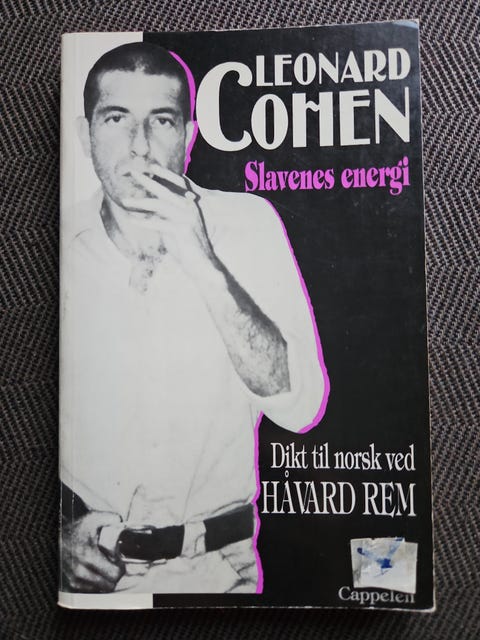 LEONARD
COHEN
Slavenes energi
Dikt til norsk ved
HÅVARD REM
Cappelen